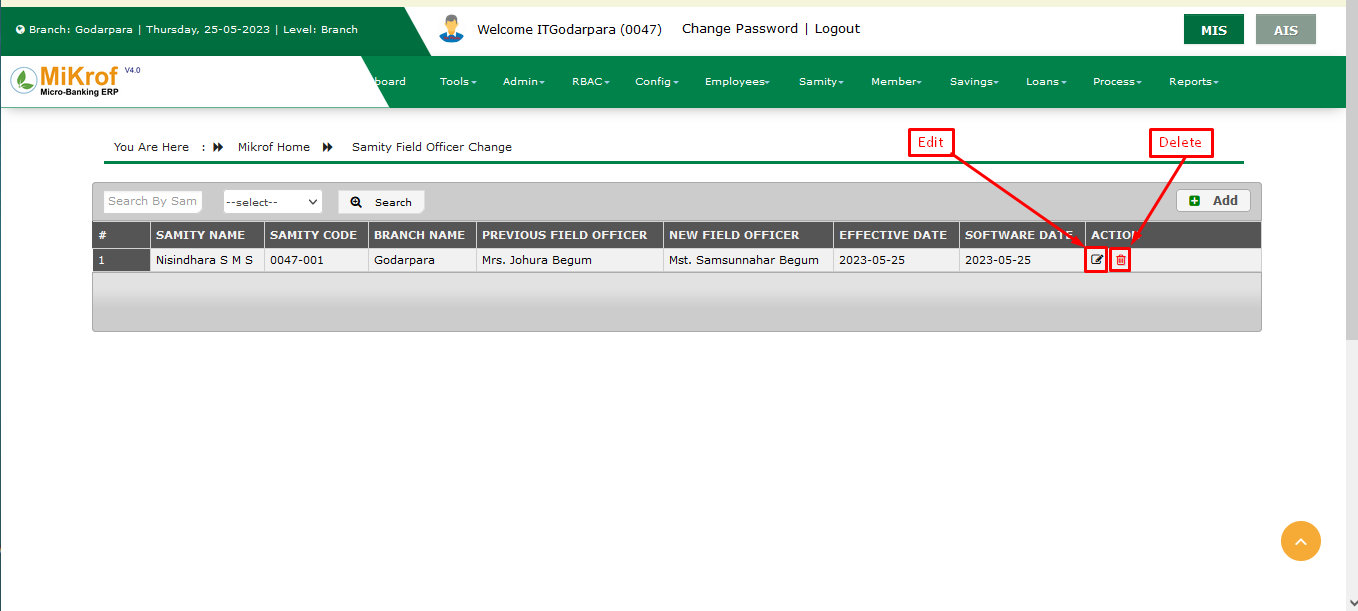 Branch: Godarpara | Thursday, 25-05-2023 | Level: Branch
Welcome ITGodarpara (0047) Change Password | Logout
MIS AIS
MiKrof V4.0
Micro-Banking ERP
board Tools Admin RBAC Config Employees Samity Member Savings Loans Process Reports
You Are Here : Mikrof Home Samity Field Officer Change
Edit Delete
Search By Sam --select-- Search Add
# SAMITY NAME SAMITY CODE BRANCH NAME PREVIOUS FIELD OFFICER NEW FIELD OFFICER EFFECTIVE DATE SOFTWARE DATE ACTION
1 Nisindhara S M S 0047-001 Godarpara Mrs. Johura Begum Mst. Samsunnahar Begum 2023-05-25 2023-05-25